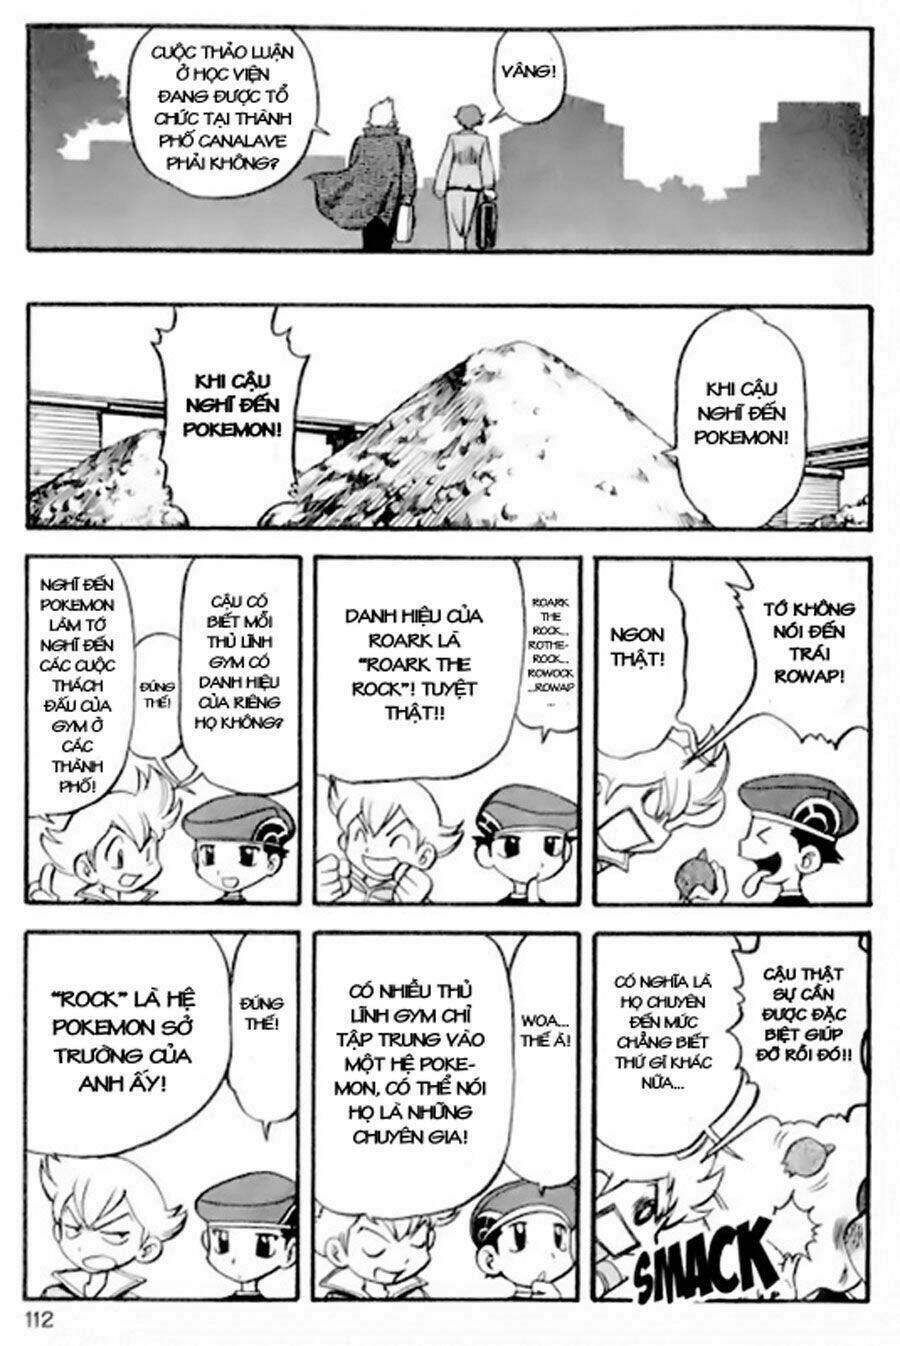 CUỘC THẢO LUẬN
Ở HỌC VIỆN
ĐANG ĐƯỢC TỔ
CHỨC TẠI THÀNH
PHỐ CANALAVE
PHẢI KHÔNG?
VÂNG!
KHI CẬU
NGHĨ ĐẾN
POKEMON!
KHI CẬU
NGHĨ ĐẾN
POKEMON!
NGHĨ ĐẾN
POKEMON
LÀM TỚ
NGHĨ ĐẾN
CÁC CUỘC
THÁCH
ĐẤU CỦA
GYM Ở
CÁC
THÀNH
PHỐ!
ĐÚNG
THẾ!
CẬU CÓ
BIẾT MỖI
THỦ LĨNH
GYM CÓ
DANH HIỆU
CỦA RIÊNG
HỌ KHÔNG?
DANH HIỆU CỦA
ROARK LÀ
“ROARK THE
ROCK”! TUYỆT
THẬT!!
ROARK
THE
ROCK...
ROTHE-
ROCK...
ROWOCK
...ROWAP
...
NGON
THẬT!
TỚ KHÔNG
NÓI ĐẾN
TRÁI
ROWAP!
“ROCK” LÀ HỆ
POKEMON SỞ
TRƯỜNG CỦA
ANH ẤY!
ĐÚNG
THẾ!
CÓ NHIỀU THỦ
LĨNH GYM CHỈ
TẬP TRUNG VÀO
MỘT HỆ POKE-
MON, CÓ THỂ NÓI
HỌ LÀ NHỮNG
CHUYÊN GIA!
WOA...
THẾ À!
CÓ NGHĨA LÀ
HỌ CHUYÊN
ĐẾN MỨC
CHẲNG BIẾT
THỨ GÌ KHÁC
NỮA...
CẬU THẬT
SỰ CẦN
ĐƯỢC ĐẶC
BIỆT GIÚP
ĐỠ RỒI ĐÓ!!
SMACK
112